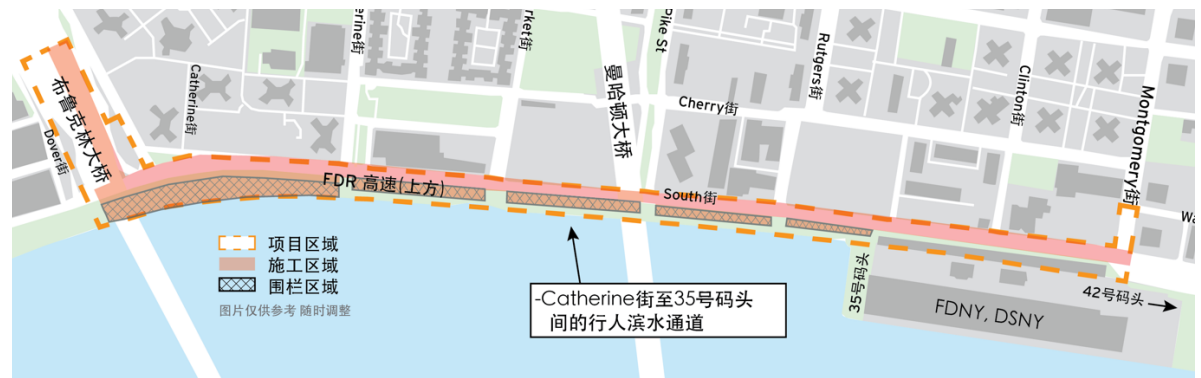 布鲁克林大桥
Dover街
Catherine街
erine街
rket街
曼哈顿大桥
Pike St
Cherry街
Rutgers街
Clinton街
Montgomery街
Wa
FDR 高速(上方)
South街
项目区域
施工区域
围栏区域
图片仅供参考 随时调整
-Catherine街至35号码头
间的行人滨水通道
35号码头
FDNY, DSNY
42号码头